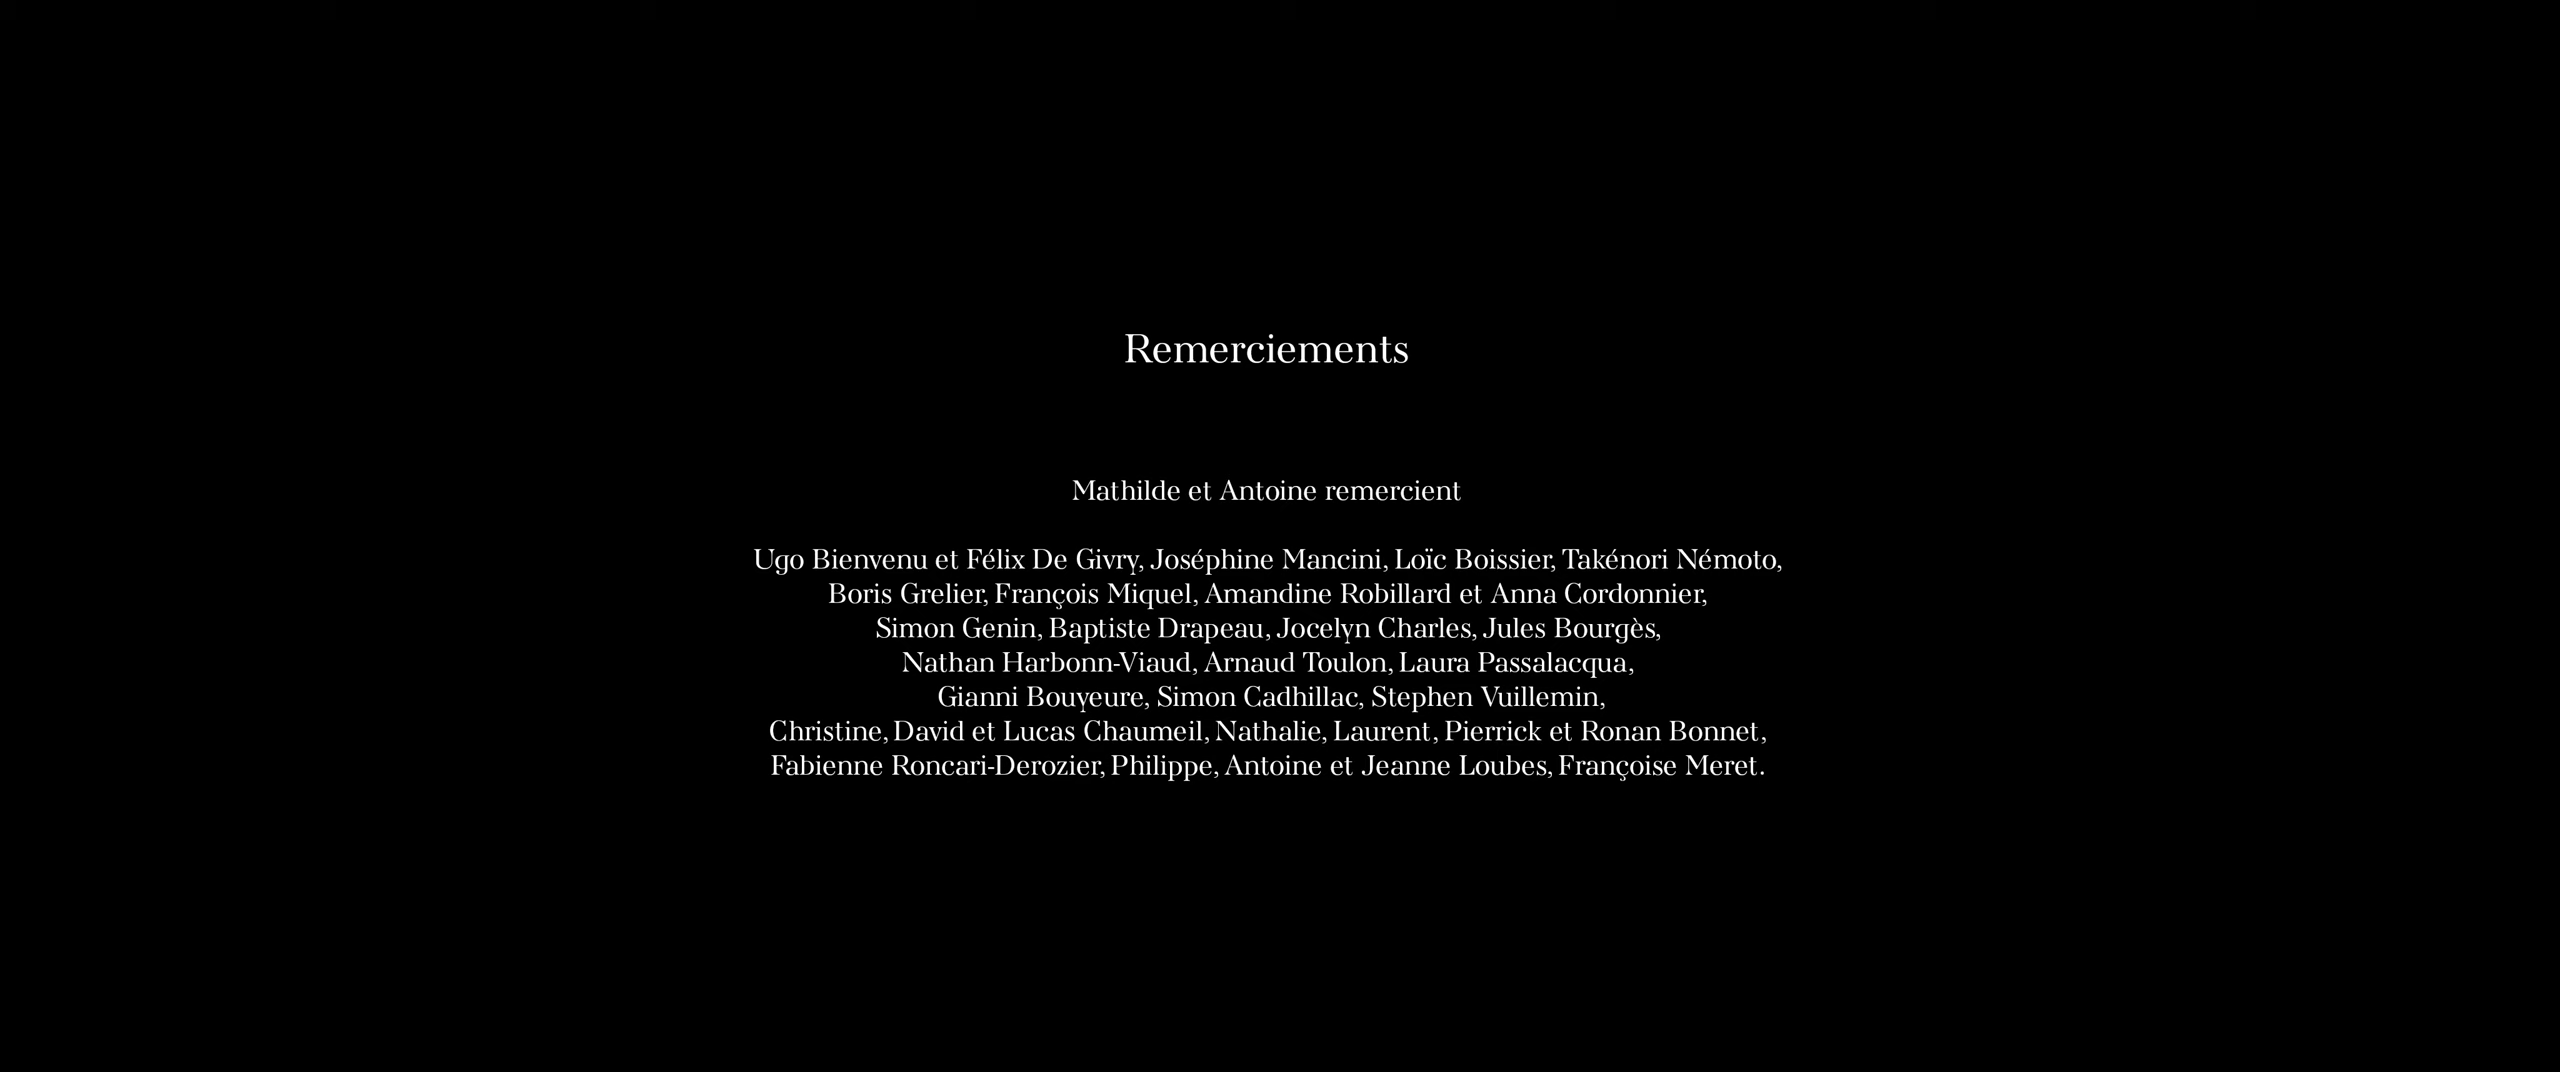 Remerciements
Mathilde et Antoine remercient
Ugo Bienvenu et Félix De Givry, Joséphine Mancini, Loïc Boissier, Takénori Némoto,
Boris Grelier, François Miquel, Amandine Robillard et Anna Cordonnier,
Simon Genin, Baptiste Drapeau, Jocelyn Charles, Jules Bourgès,
Nathan Harbonn-Viaud, Arnaud Toulon, Laura Passalacqua,
Gianni Bouyeure, Simon Cadhillac, Stephen Vuillemin,
Christine, David et Lucas Chaumeil, Nathalie, Laurent, Pierrick et Ronan Bonnet,
Fabienne Roncari-Derozier, Philippe, Antoine et Jeanne Loubes, Françoise Meret.